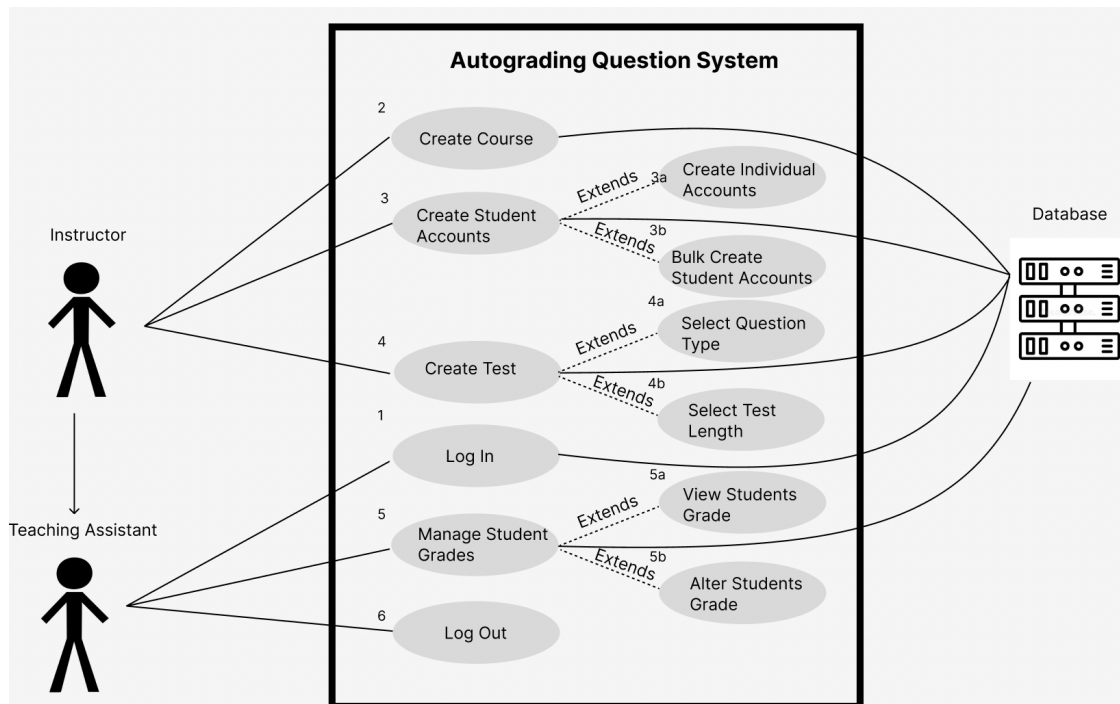 Autograding Question System
2
Create Course
3
Create Student
Accounts
Extends
3a
Create Individual
Accounts
Extends
3b
Bulk Create
Student Accounts
Instructor
Database
4
Create Test
Extends
4a
Select Question
Type
Extends
4b
Select Test
Length
1
Log In
Teaching Assistant
5
Manage Student
Grades
Extends
5a
View Students
Grade
Extends
5b
Alter Students
Grade
6
Log Out